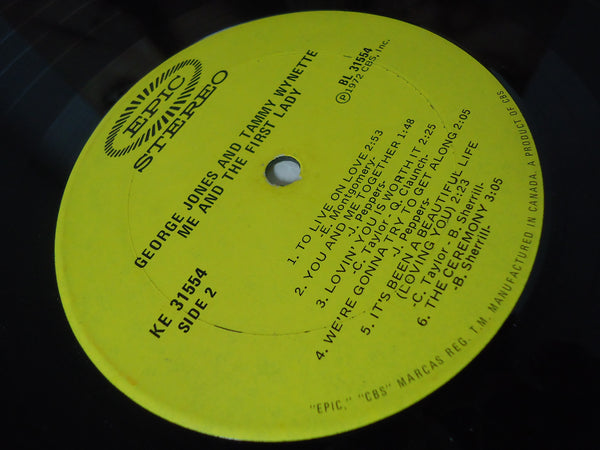 EPIC
STEREO
GEORGE JONES AND TAMMY WYNETTE
ME AND THE FIRST LADY
BL 31554
Ⓟ1972 CBS, Inc.
KE 31554
SIDE 2
1. TO LIVE ON LOVE 2:53
-E. Montgomery-
2. YOU AND ME TOGETHER 1:48
-J. Peppers-
3. LOVIN' YOU IS WORTH IT 2:25
-C. Taylor - Q. Claunch-
4. WE'RE GONNA TRY TO GET ALONG 2:05
-J. Peppers-
5. IT'S BEEN A BEAUTIFUL LIFE
(LOVING YOU) 2:23
-C. Taylor - B. Sherrill-
6. THE CEREMONY 3:05
-B. Sherrill-
"EPIC," "CBS" MARCAS REG. T.M. MANUFACTURED IN CANADA. A PRODUCT OF CBS